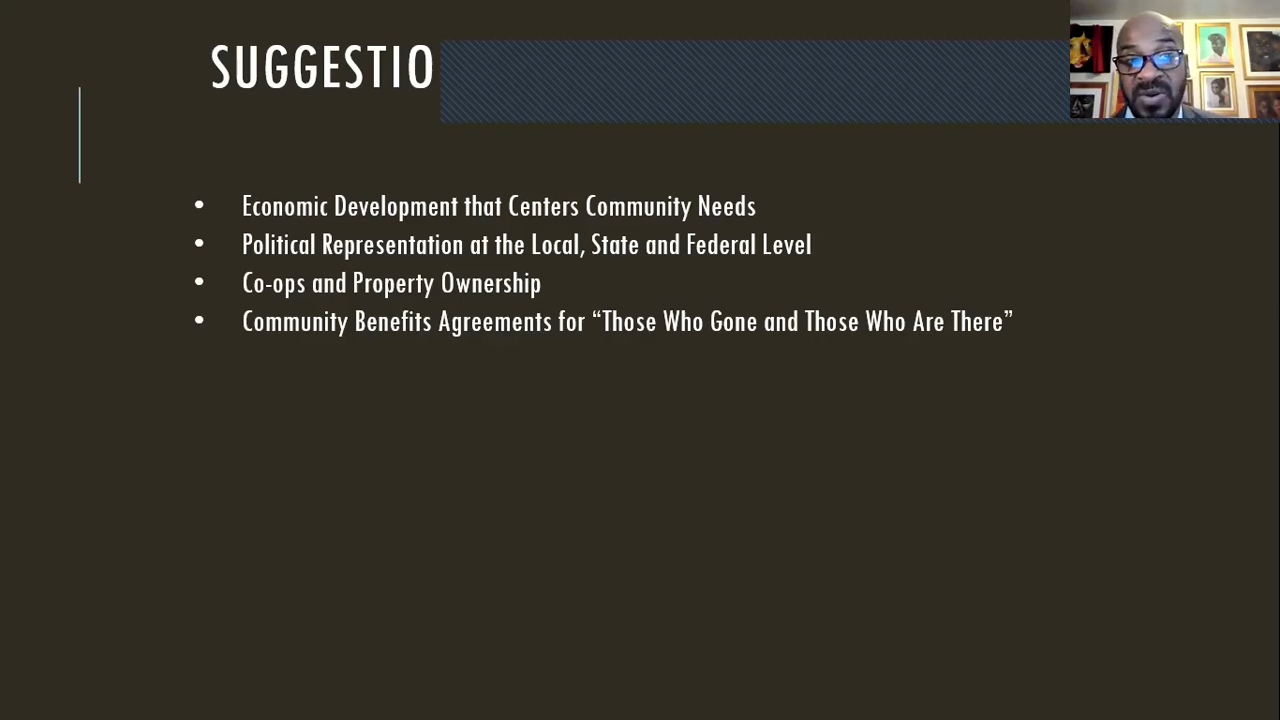 SUGGESTIO
• Economic Development that Centers Community Needs
• Political Representation at the Local, State and Federal Level
• Co-ops and Property Ownership
• Community Benefits Agreements for “Those Who Gone and Those Who Are There”